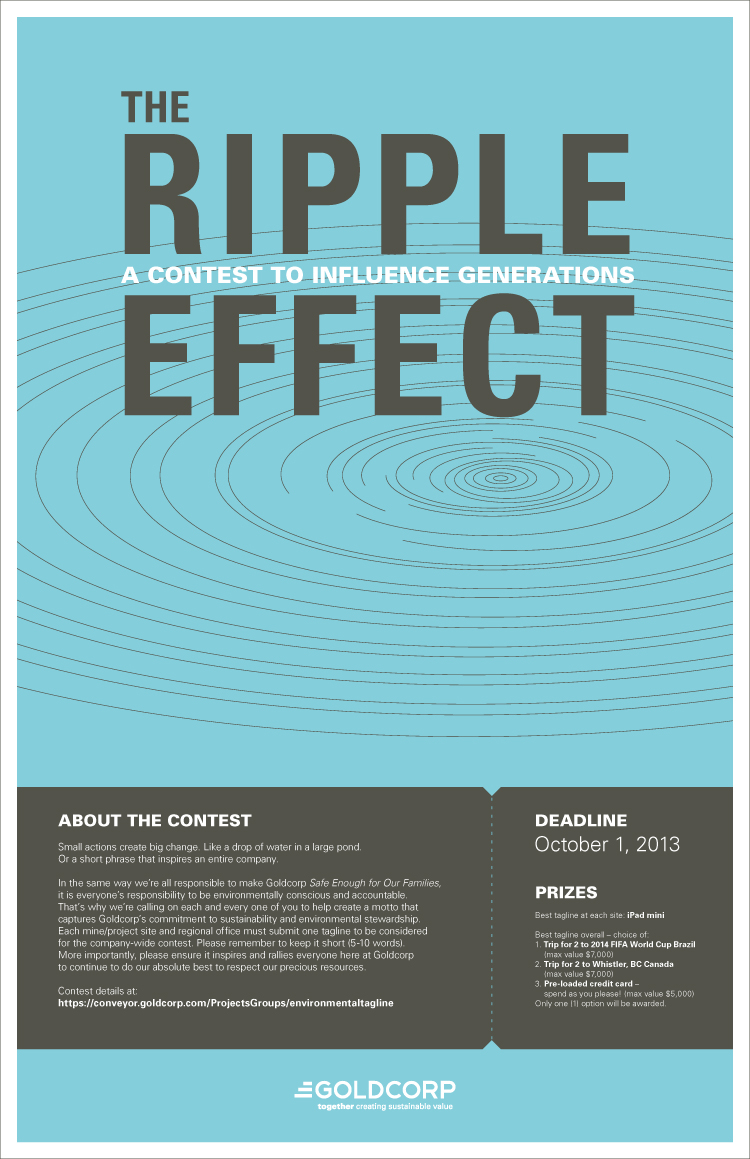 THE
RIPPLE
A CONTEST TO INFLUENCE GENERATIONS
EFFECT
ABOUT THE CONTEST
Small actions create big change. Like a drop of water in a large pond.
Or a short phrase that inspires an entire company.
In the same way we're all responsible to make Goldcorp Safe Enough for Our Families,
it is everyone's responsibility to be environmentally conscious and accountable.
That's why we're calling on each and every one of you to help create a motto that
captures Goldcorp's commitment to sustainability and environmental stewardship.
Each mine/project site and regional office must submit one tagline to be considered
for the company-wide contest. Please remember to keep it short (5-10 words).
More importantly, please ensure it inspires and rallies everyone here at Goldcorp
to continue to do our absolute best to respect our precious resources.
Contest details at:
https://conveyor.goldcorp.com/ProjectsGroups/environmentaltagline
DEADLINE
October 1, 2013
PRIZES
Best tagline at each site: iPad mini
Best tagline overall – choice of:
1. Trip for 2 to 2014 FIFA World Cup Brazil
(max value $7,000)
2. Trip for 2 to Whistler, BC Canada
(max value $7,000)
3. Pre-loaded credit card –
spend as you please! (max value $5,000)
Only one (1) option will be awarded.
GOLDCORP
together creating sustainable value